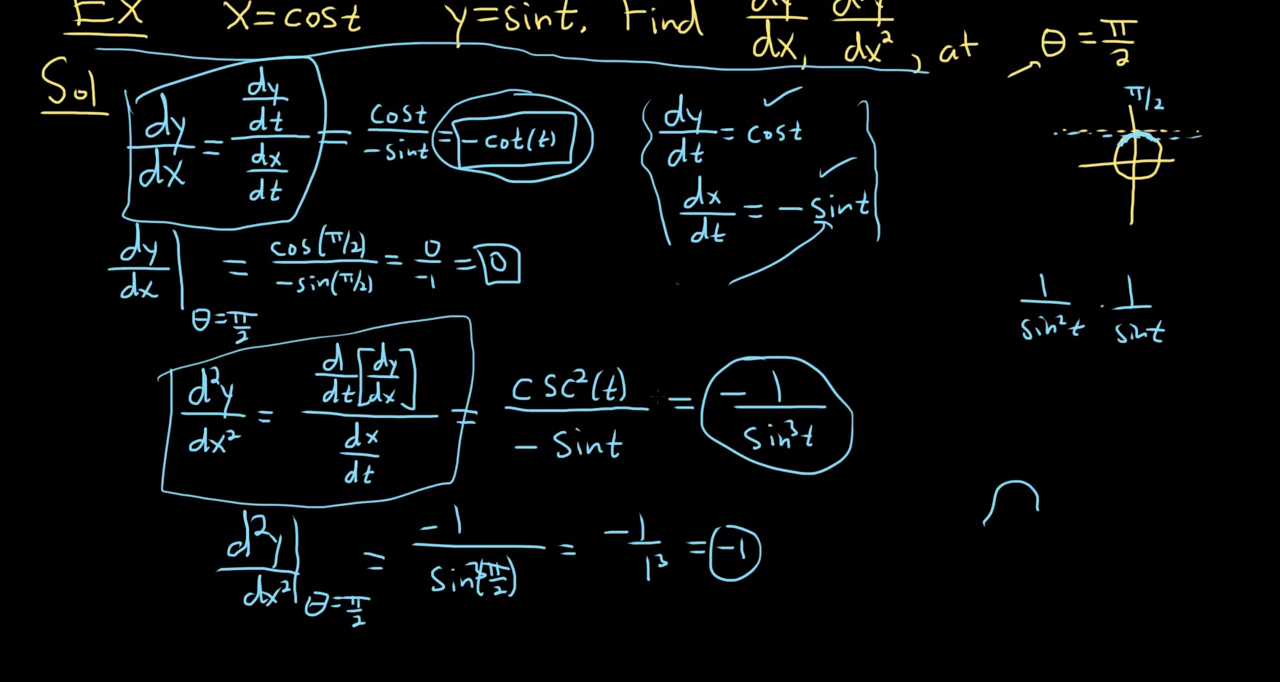 EX x=cost y=sint. Find dy/dx, d²y/dx², at θ = π/2
Sol
dy/dx = (dy/dt)/(dx/dt) = cost/-sint = -cot(t)
dy/dt = cost
dx/dt = -sint
π/2
dy/dx | θ=π/2 = cos(π/2)/-sin(π/2) = 0/-1 = 0
1/sin²t · 1/sint
d²y/dx² = (d/dt[dy/dx])/(dx/dt) = csc²(t)/-sint = -1/sin³t
d²y/dx² | θ=π/2 = -1/sin³(π/2) = -1/1³ = -1